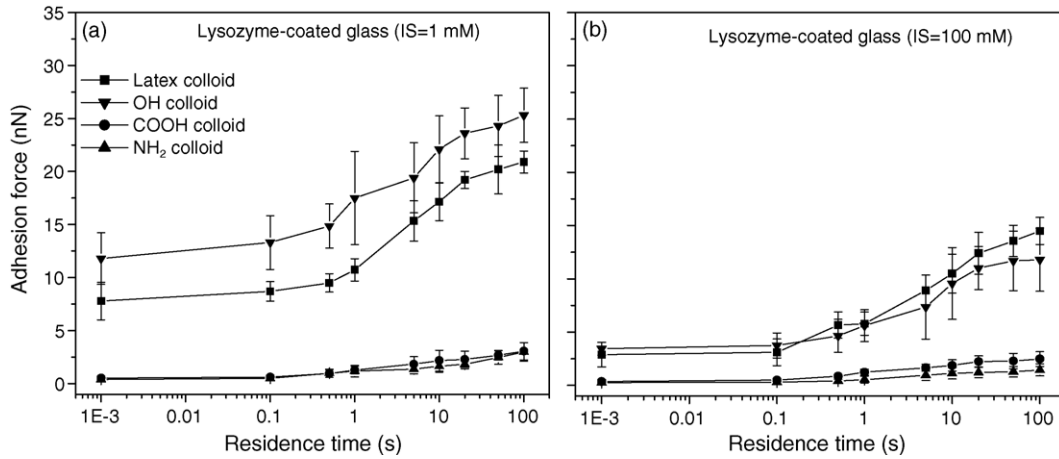 (a)
Lysozyme-coated glass (IS=1 mM)
Latex colloid
OH colloid
COOH colloid
NH₂ colloid
Adhesion force (nN)
35
30
25
20
15
10
5
0
1E-3 0.01 0.1 1 10 100
Residence time (s)
(b)
Lysozyme-coated glass (IS=100 mM)
1E-3 0.01 0.1 1 10 100
Residence time (s)